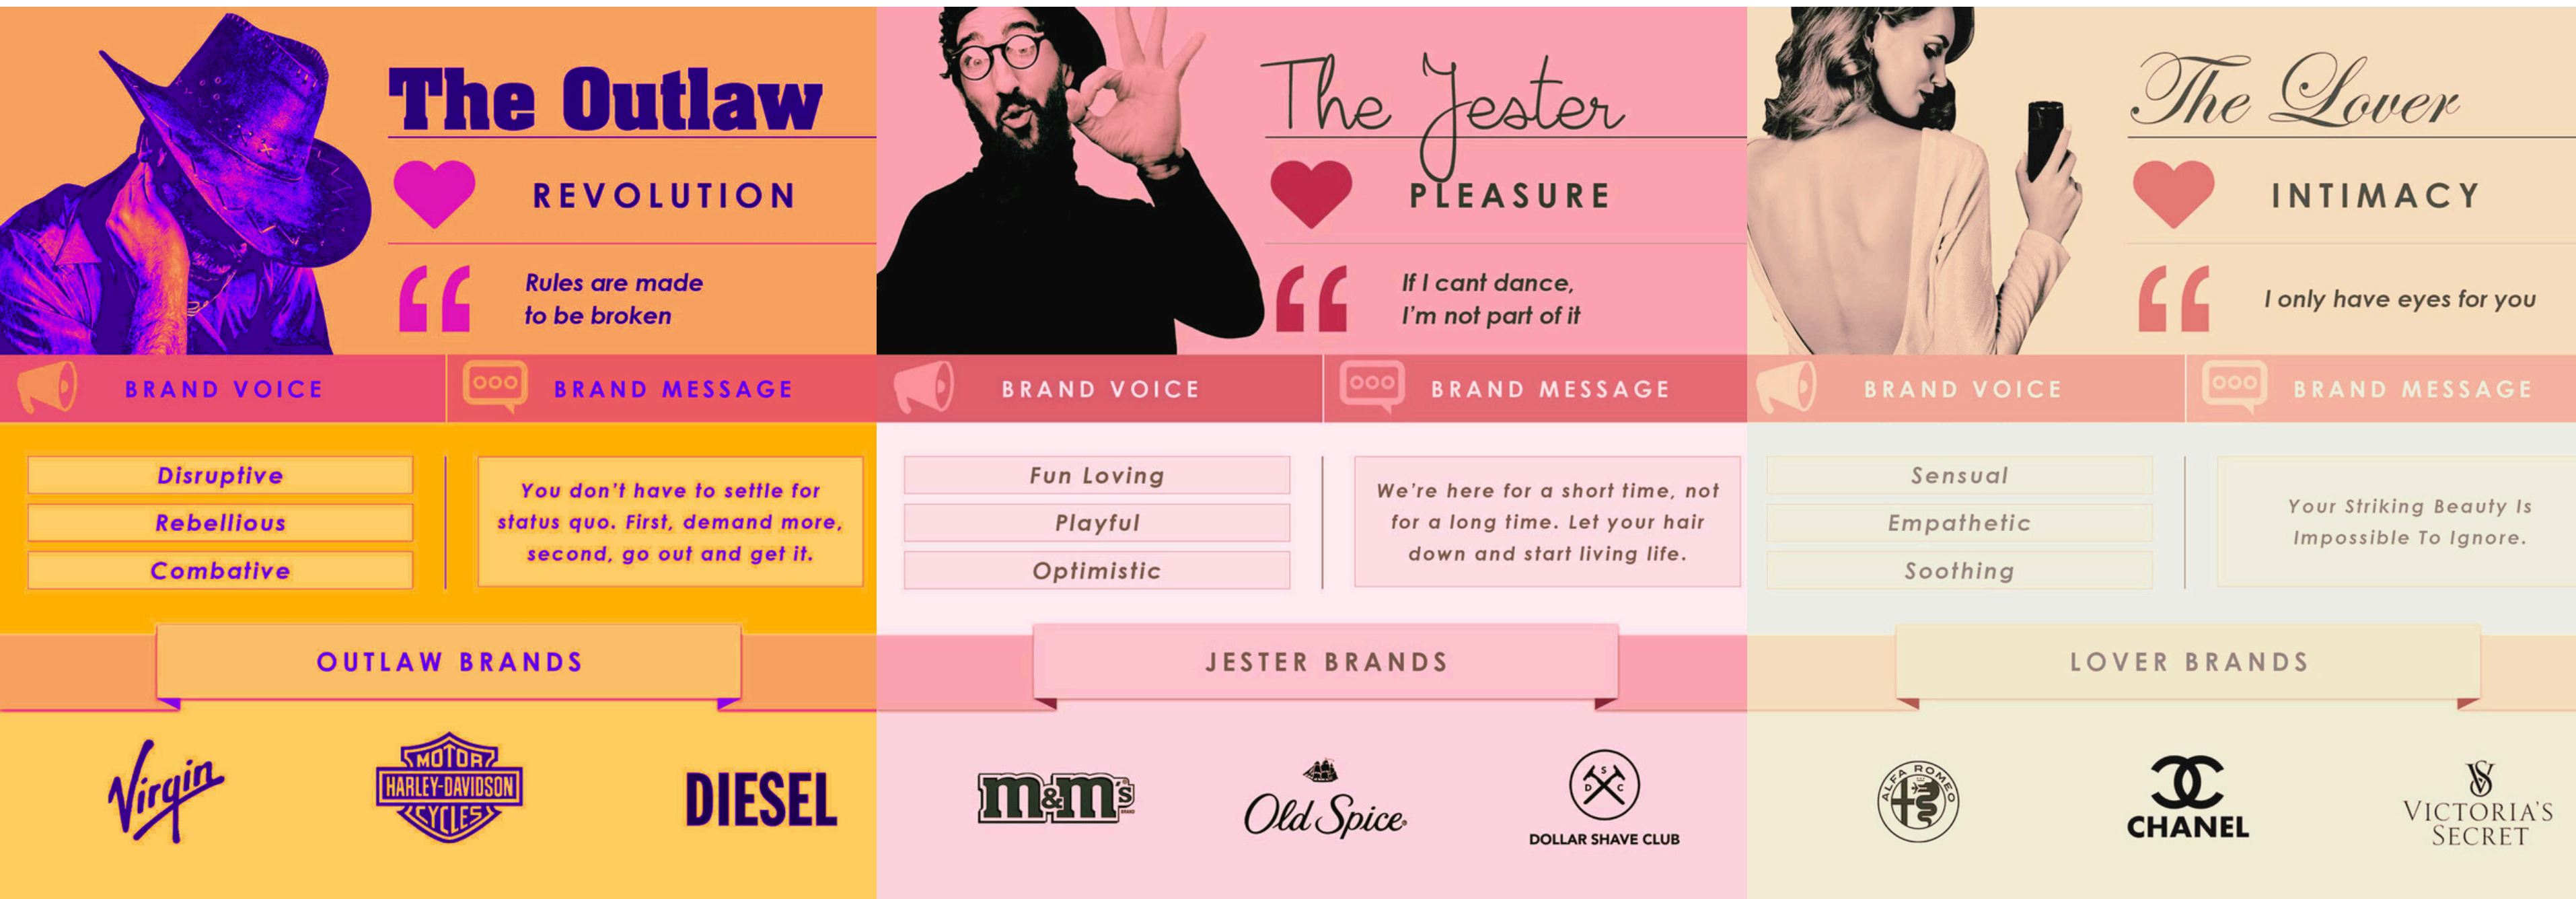 The Outlaw
REVOLUTION
Rules are made
to be broken
BRAND VOICE
BRAND MESSAGE
Disruptive
Rebellious
Combative
You don't have to settle for
status quo. First, demand more,
second, go out and get it.
OUTLAW BRANDS
Virgin
MOTOR
HARLEY-DAVIDSON
CYCLES
DIESEL
The Jester
PLEASURE
If I cant dance,
I'm not part of it
BRAND VOICE
BRAND MESSAGE
Fun Loving
Playful
Optimistic
We're here for a short time, not
for a long time. Let your hair
down and start living life.
JESTER BRANDS
m&m's
Old Spice
S
D C
DOLLAR SHAVE CLUB
The Lover
INTIMACY
I only have eyes for you
BRAND VOICE
BRAND MESSAGE
Sensual
Empathetic
Soothing
Your Striking Beauty Is
Impossible To Ignore.
LOVER BRANDS
ALFA ROMEO
CHANEL
VS
VICTORIA'S
SECRET